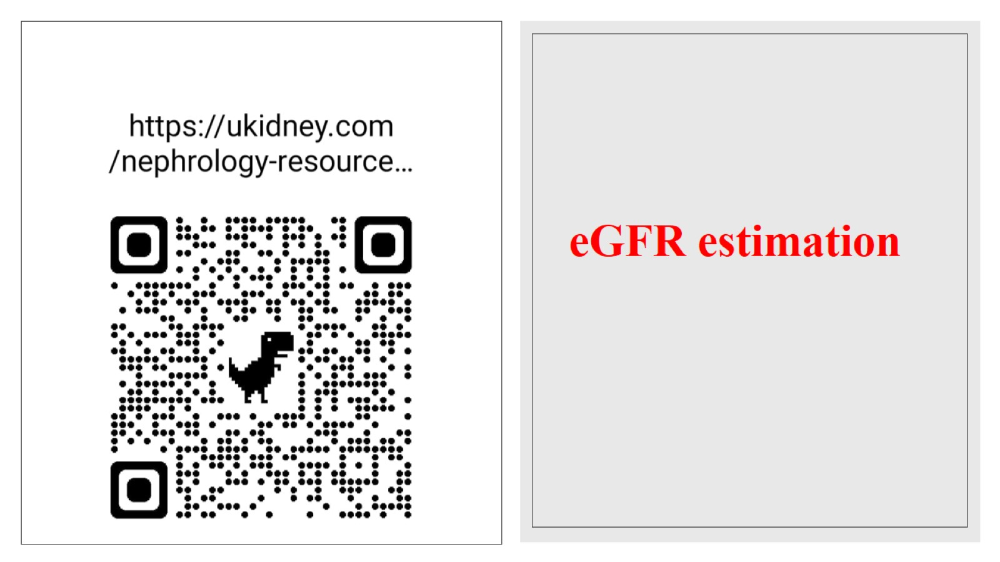 https://ukidney.com
/nephrology-resource...
eGFR estimation